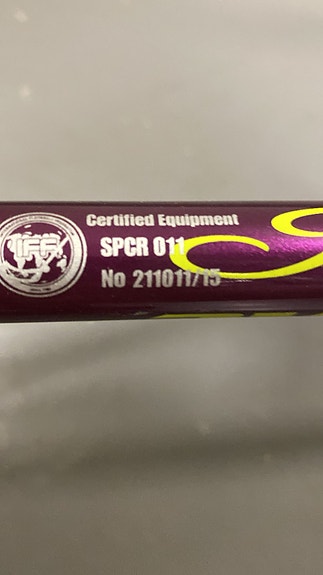 IFF
Certified Equipment
SPCR 011
No 211011/15